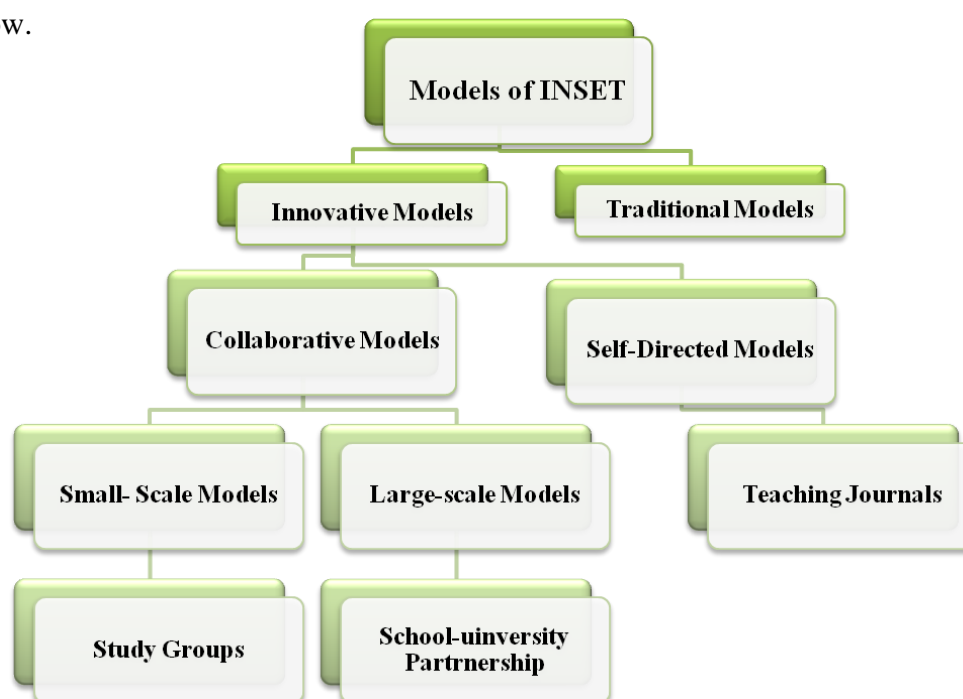 ow.
Models of INSET
Innovative Models
Traditional Models
Collaborative Models
Self-Directed Models
Small- Scale Models
Large-scale Models
Teaching Journals
Study Groups
School-uinversity
Partrnership